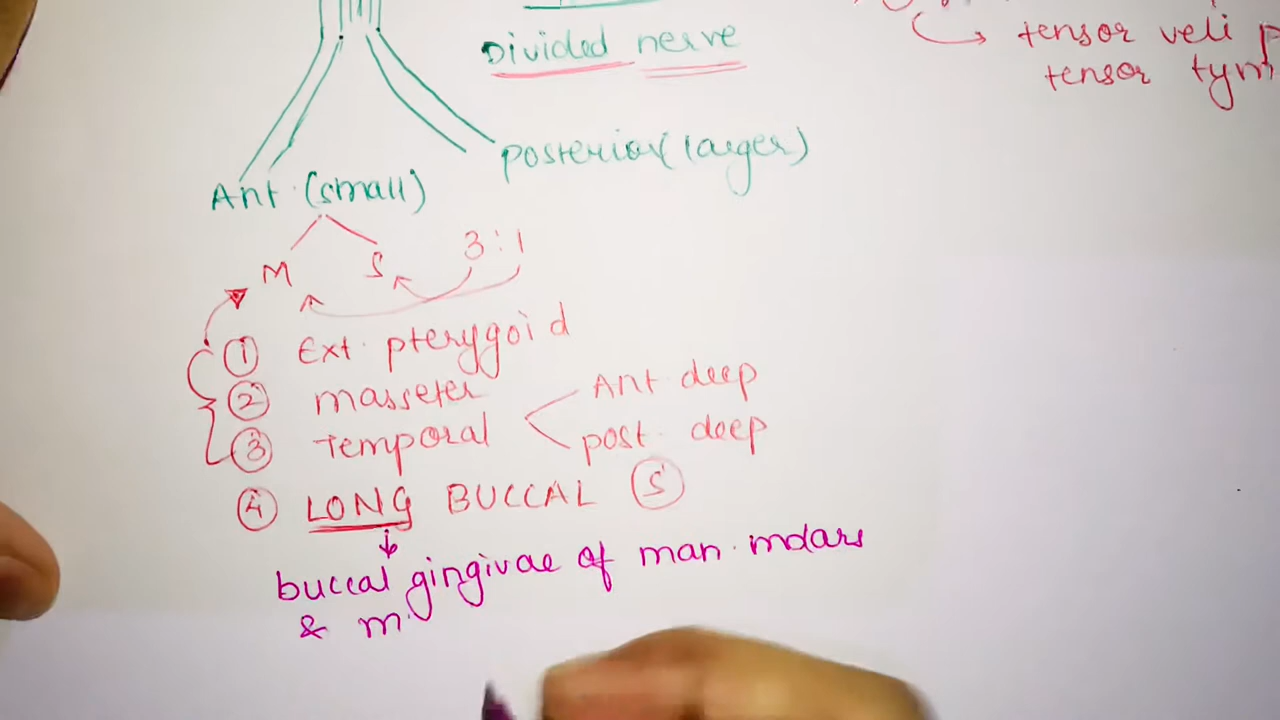 Divided nerve
tensor veli p
tensor tym
posterior (larger)
Ant. (small)
M S 3:1
① Ext. pterygoid
② masseter
③ Temporal
Ant. deep
post. deep
④ LONG BUCCAL Ⓢ
buccal gingivae of man. molars
& m.